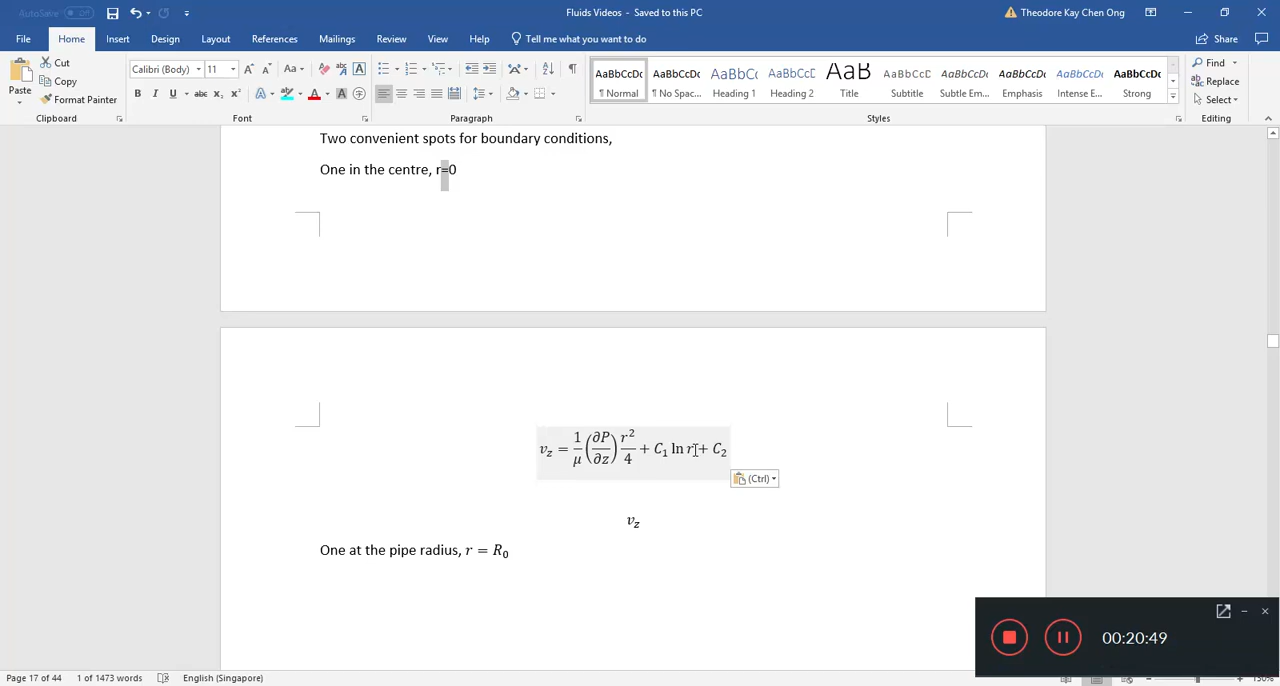 AutoSave Off
Fluids Videos - Saved to this PC
Theodore Kay Chen Ong
File Home Insert Design Layout References Mailings Review View Help Tell me what you want to do Share
Paste
Cut
Copy
Format Painter
Calibri (Body) 11
Clipboard Font Paragraph Styles Editing
AaBbCcDc AaBbCcDc AaBbC AaBbCcD AaB AaBbCcD AaBbCcDc AaBbCcDc AaBbCcDc AaBbCcDc
¶ Normal ¶ No Spac... Heading 1 Heading 2 Title Subtitle Subtle Em... Emphasis Intense E... Strong
Find
Replace
Select
Two convenient spots for boundary conditions,
One in the centre, r=0
v_z = 1/μ (∂P/∂z) r²/4 + C₁ ln r + C₂
(Ctrl)
v_z
One at the pipe radius, r = R₀
00:20:49
Page 17 of 44 1 of 1473 words English (Singapore) 130%